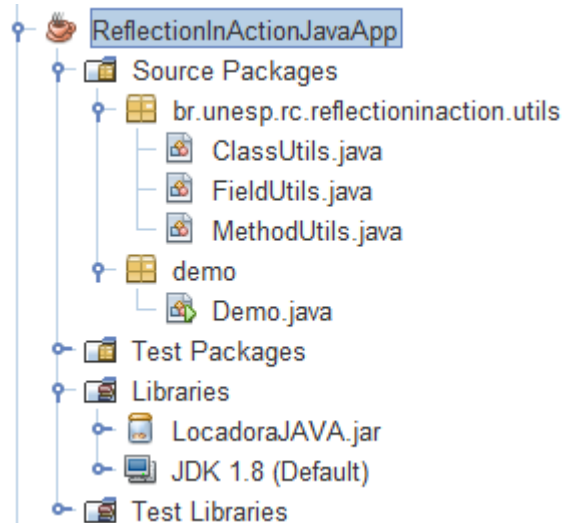 ReflectionInActionJavaApp
Source Packages
br.unesp.rc.reflectioninaction.utils
ClassUtils.java
FieldUtils.java
MethodUtils.java
demo
Demo.java
Test Packages
Libraries
LocadoraJAVA.jar
JDK 1.8 (Default)
Test Libraries